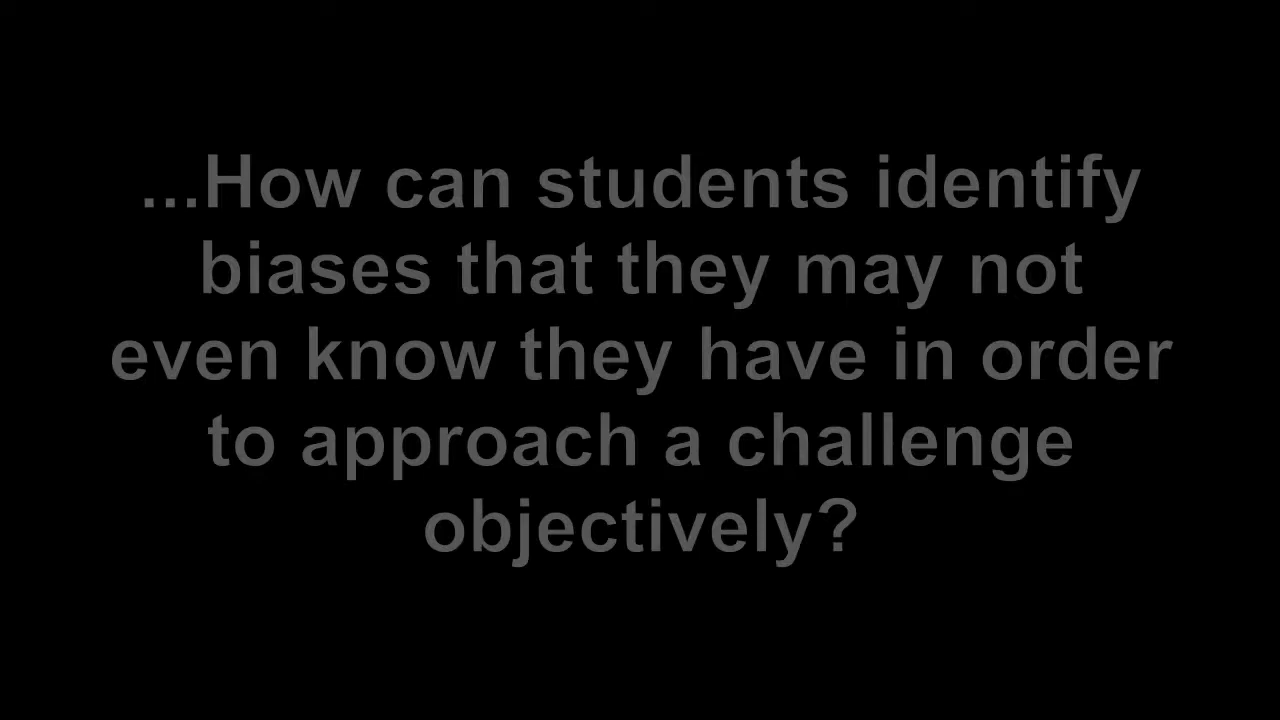 ...How can students identify
biases that they may not
even know they have in order
to approach a challenge
objectively?